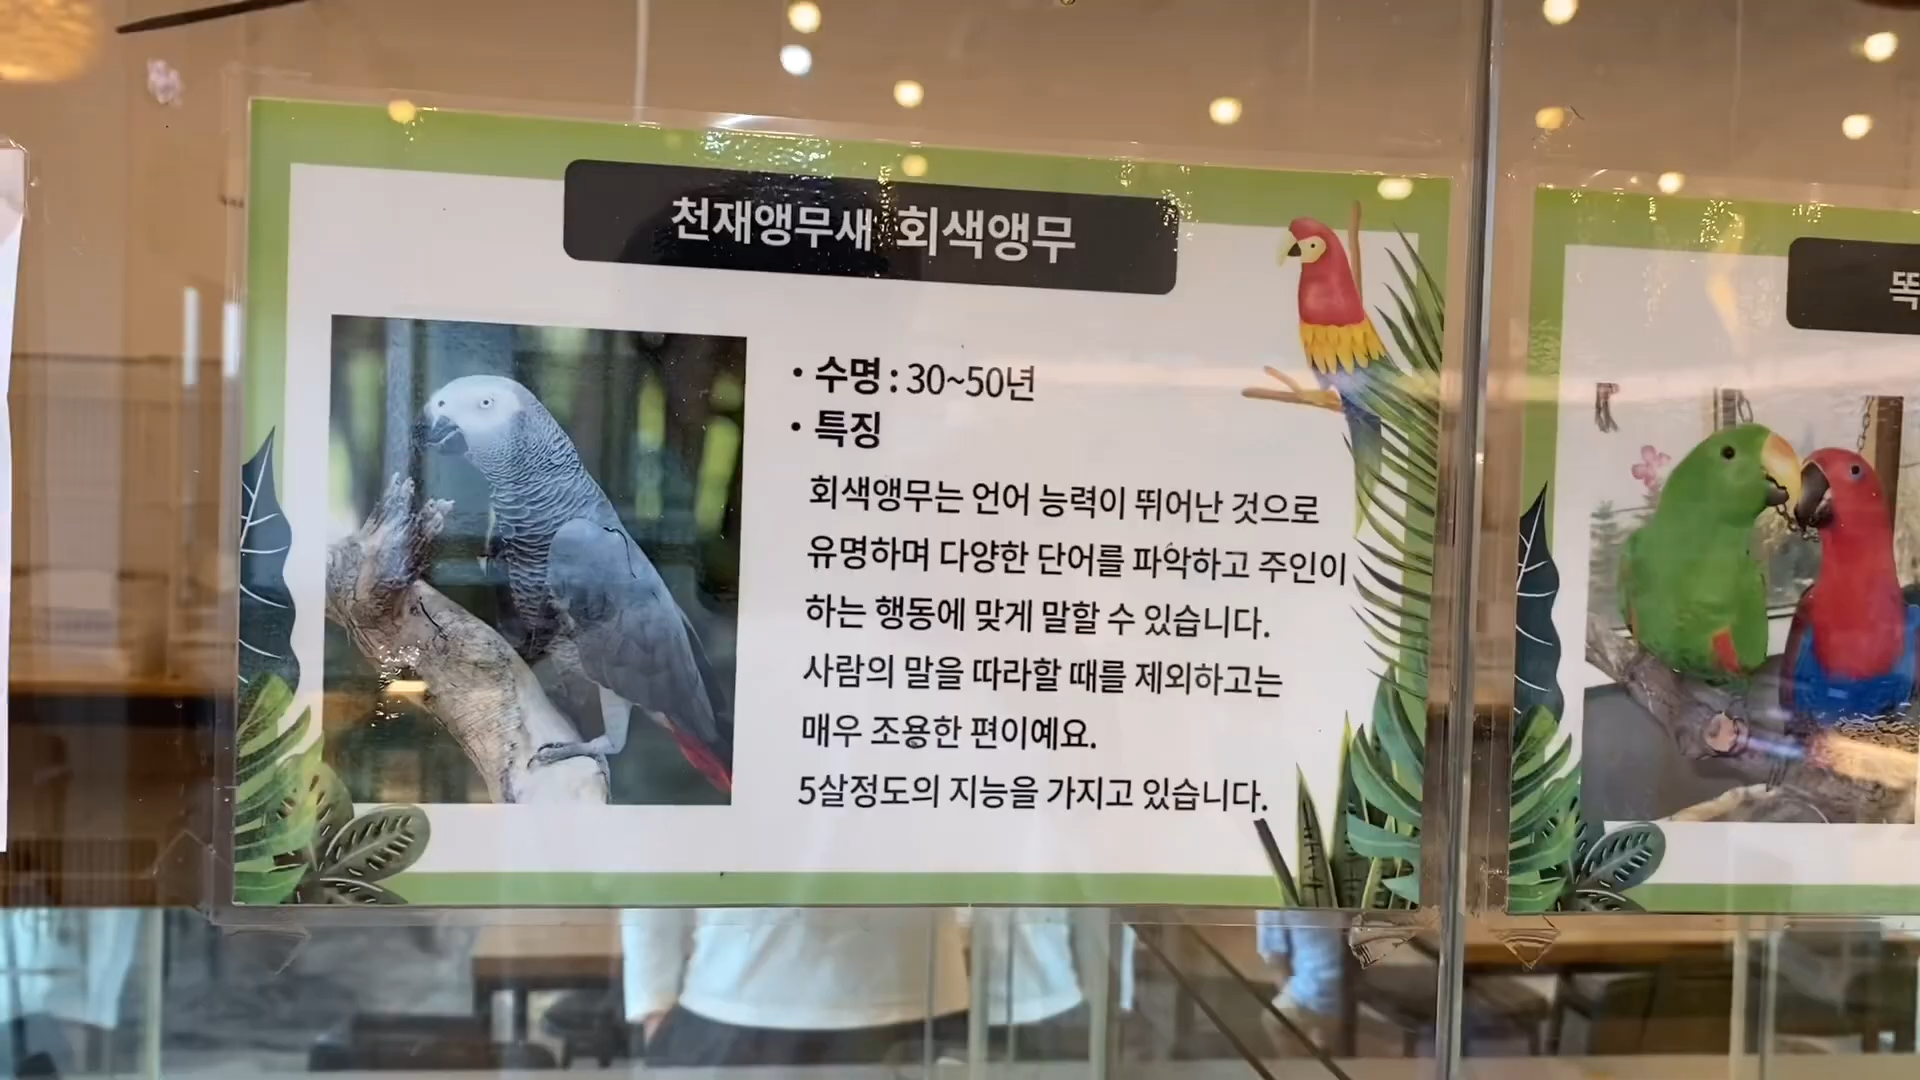 천재앵무새 회색앵무
• 수명 : 30~50년
• 특징
회색앵무는 언어 능력이 뛰어난 것으로
유명하며 다양한 단어를 파악하고 주인이
하는 행동에 맞게 말할 수 있습니다.
사람의 말을 따라할 때를 제외하고는
매우 조용한 편이예요.
5살정도의 지능을 가지고 있습니다.
똑